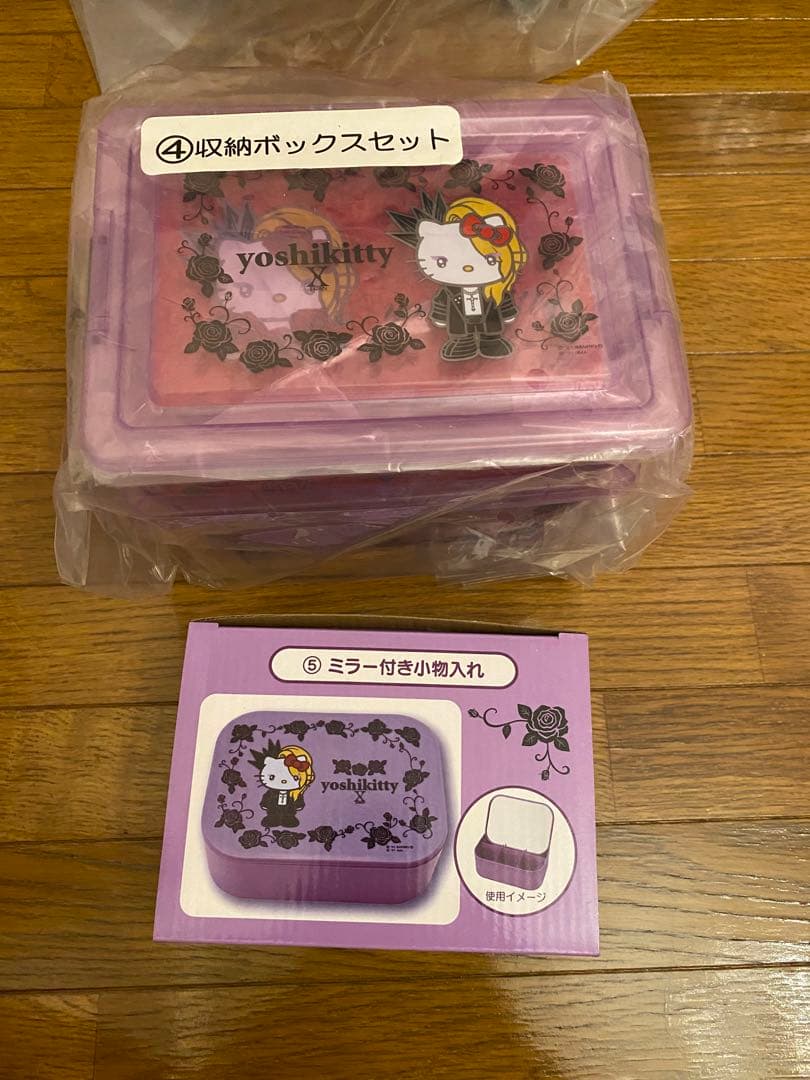 ④収納ボックスセット
yoshikitty
X
⑤ ミラー付き小物入れ
yoshikitty
X
使用イメージ